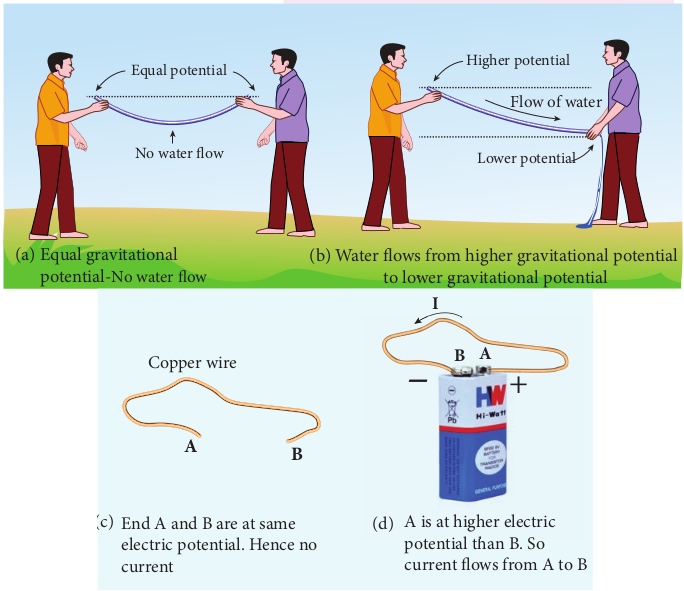 Equal potential
No water flow
(a) Equal gravitational
potential-No water flow
Higher potential
Flow of water
Lower potential
(b) Water flows from higher gravitational potential
to lower gravitational potential
Copper wire
A
B
(c) End A and B are at same
electric potential. Hence no
current
I
B A
− +
Pb
HW
Hi-Watt
GENERAL PURPOSE
(d) A is at higher electric
potential than B. So
current flows from A to B